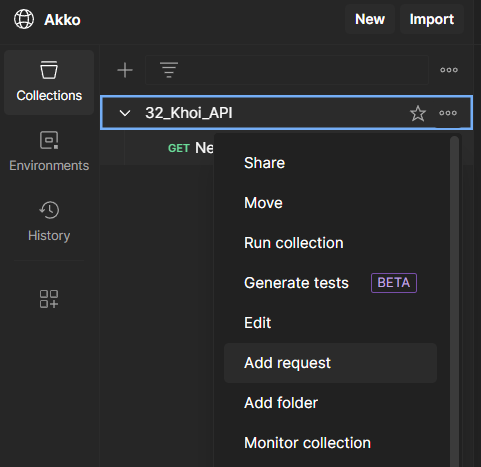 Akko
New
Import
Collections
32_Khoi_API
GET Ne
Share
Environments
Move
History
Run collection
Generate tests BETA
Edit
Add request
Add folder
Monitor collection